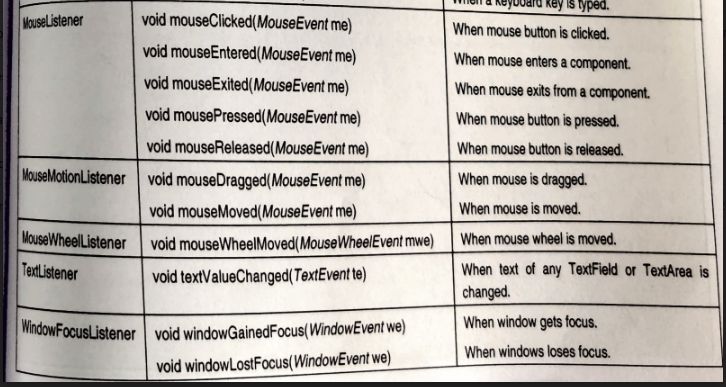 When a keyboard key is typed.
MouseListener void mouseClicked(MouseEvent me) When mouse button is clicked.
void mouseEntered(MouseEvent me) When mouse enters a component.
void mouseExited(MouseEvent me) When mouse exits from a component.
void mousePressed(MouseEvent me) When mouse button is pressed.
void mouseReleased(MouseEvent me) When mouse button is released.
MouseMotionListener void mouseDragged(MouseEvent me) When mouse is dragged.
void mouseMoved(MouseEvent me) When mouse is moved.
MouseWheelListener void mouseWheelMoved(MouseWheelEvent mwe) When mouse wheel is moved.
TextListener void textValueChanged(TextEvent te) When text of any TextField or TextArea is
changed.
WindowFocusListener void windowGainedFocus(WindowEvent we) When window gets focus.
void windowLostFocus(WindowEvent we) When windows loses focus.